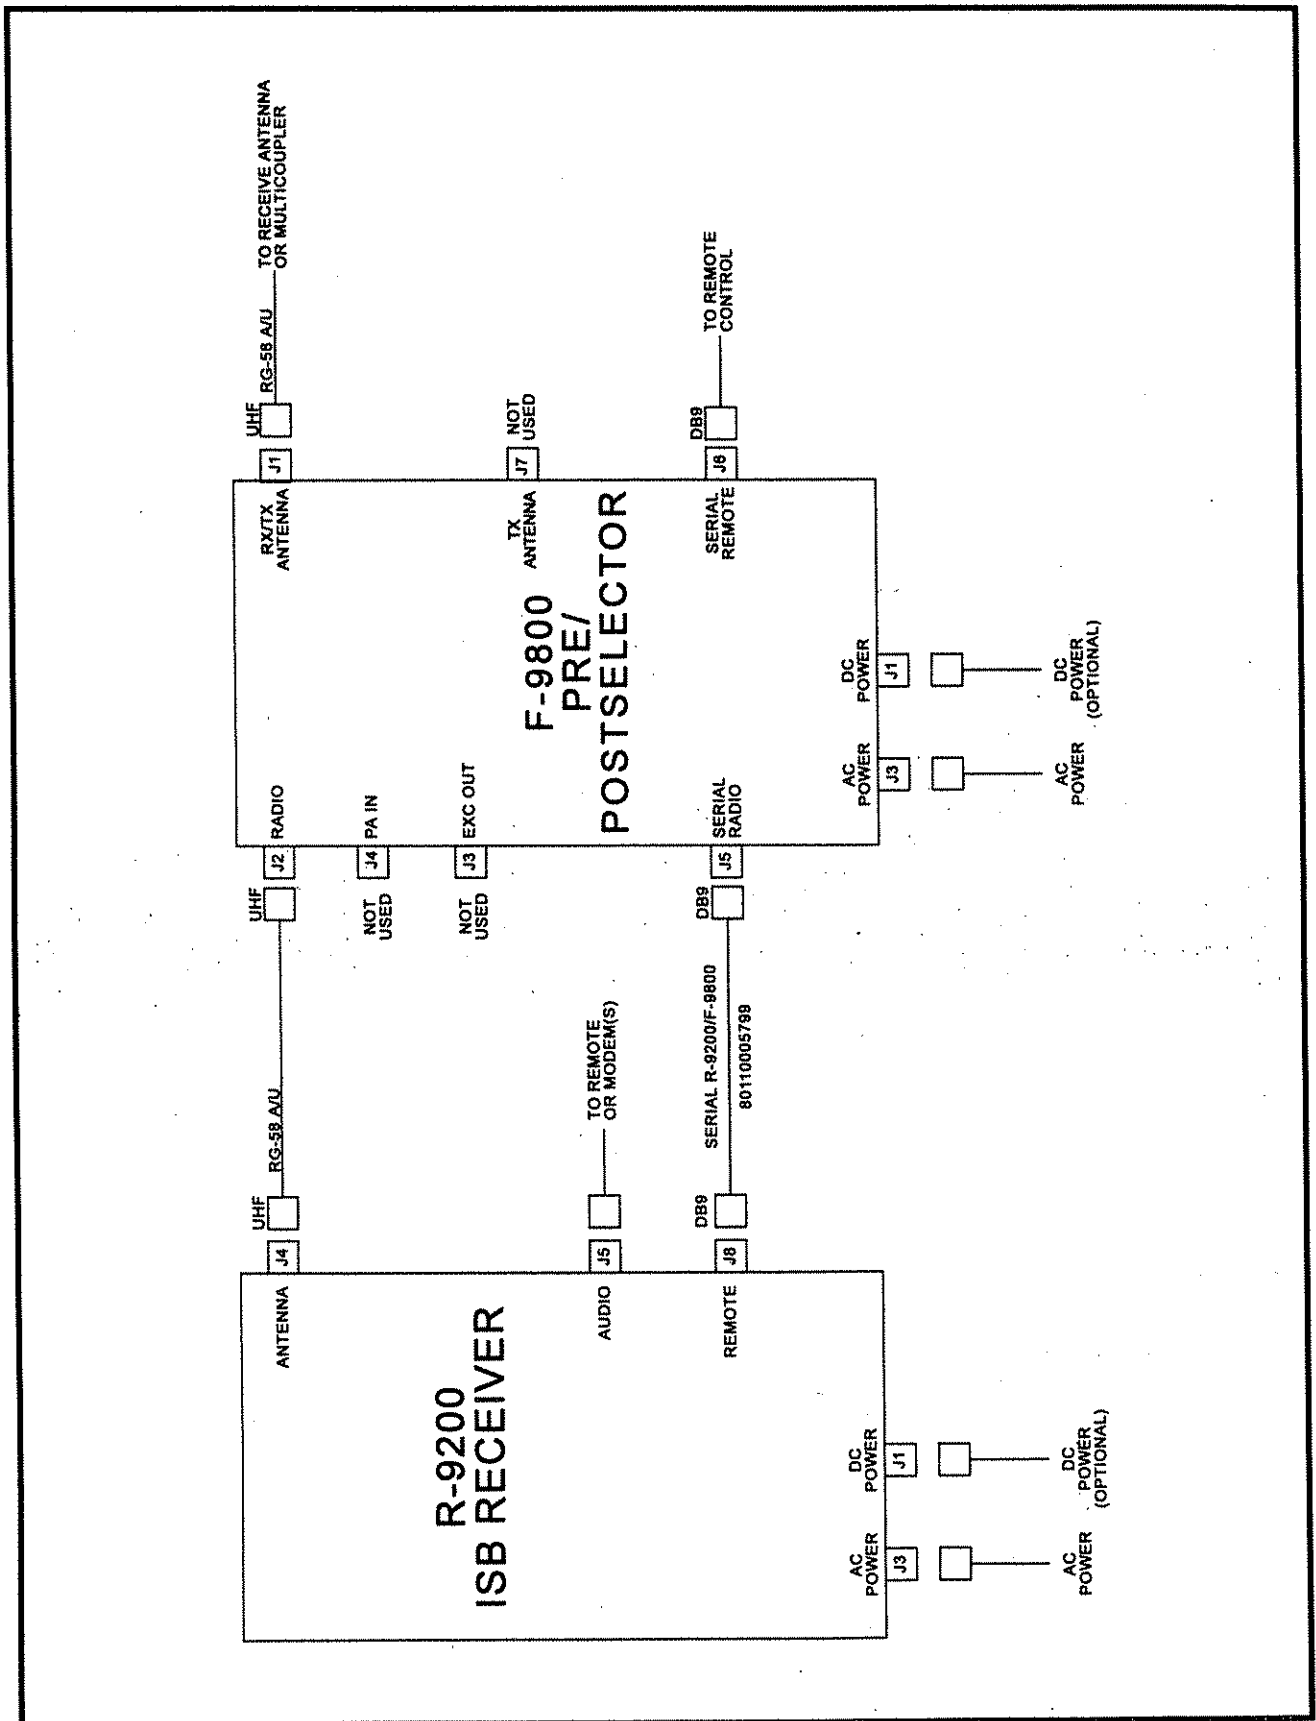 R-9200
ISB RECEIVER
ANTENNA
J4
UHF
RG-58 A/U
AUDIO
J5
TO REMOTE
OR MODEM(S)
REMOTE
J8
DB9
SERIAL R-9200/F-9800
80110005799
AC
POWER
J3
AC
POWER
DC
POWER
J1
DC
POWER
(OPTIONAL)
F-9800
PRE/
POSTSELECTOR
UHF
J2
RADIO
J4
PA IN
NOT
USED
J3
EXC OUT
NOT
USED
DB9
J5
SERIAL
RADIO
AC
POWER
J3
AC
POWER
DC
POWER
J1
DC
POWER
(OPTIONAL)
RX/TX
ANTENNA
J1
UHF
RG-58 A/U
TO RECEIVE ANTENNA
OR MULTICOUPLER
TX
ANTENNA
J7
NOT
USED
SERIAL
REMOTE
J6
DB9
TO REMOTE
CONTROL